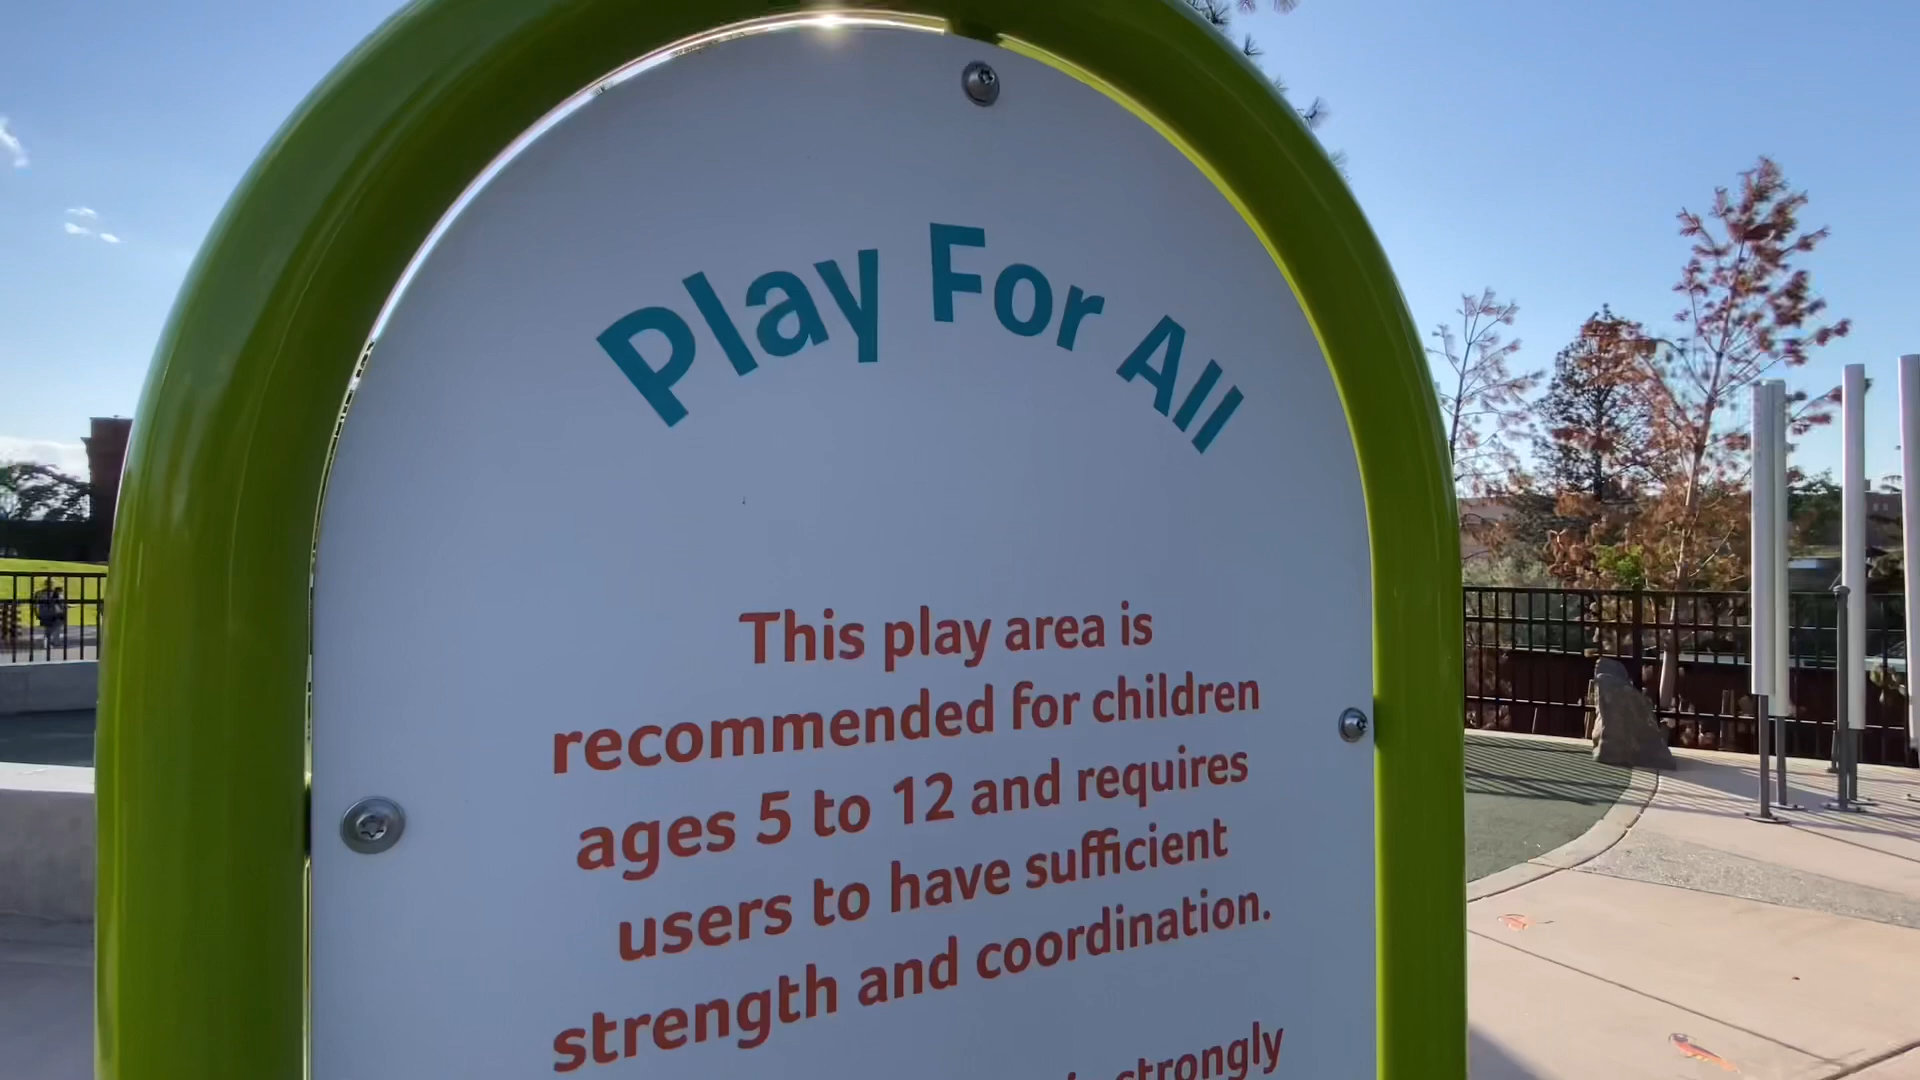 Play For All
This play area is
recommended for children
ages 5 to 12 and requires
users to have sufficient
strength and coordination.
strongly